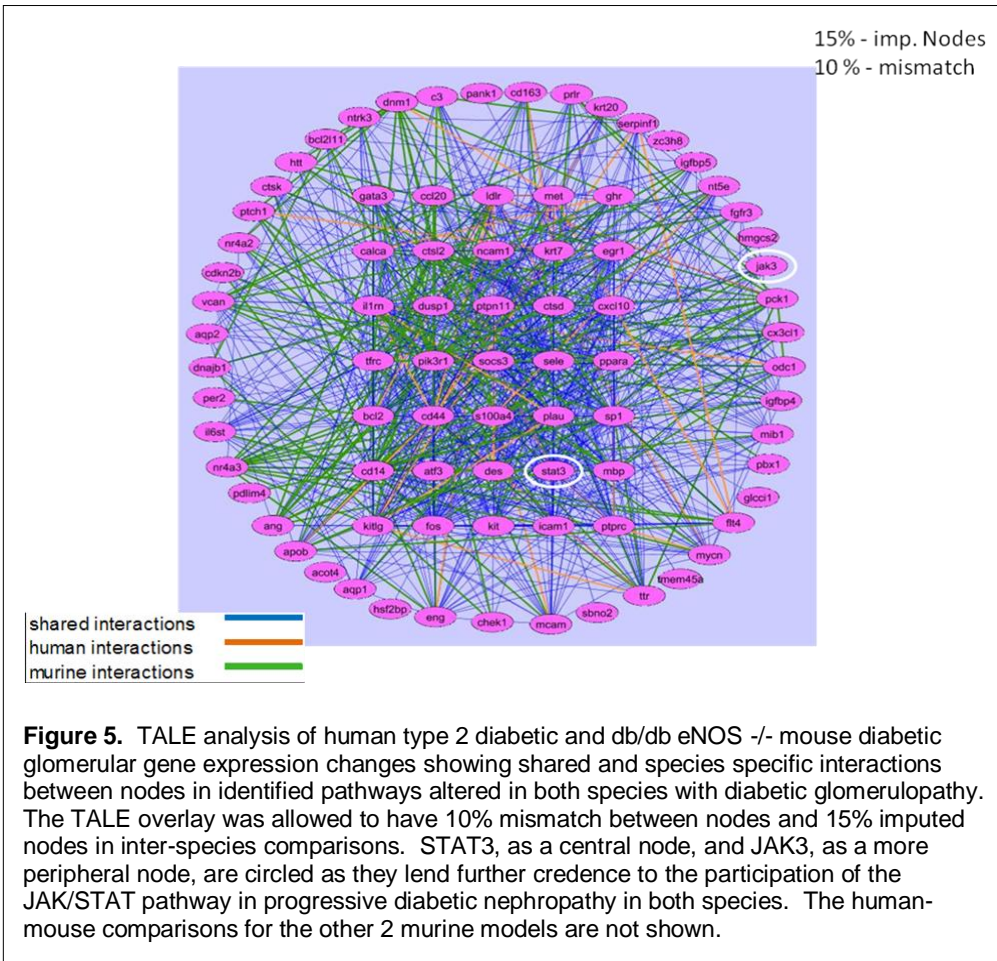 15% - imp. Nodes
10 % - mismatch
c3
pank1
cd163
prlr
dnm1
krt20
ntrk3
serpinf1
bcl2l11
zc3h8
htt
igfbp5
ctsk
nt5e
gata3
ccl20
ldlr
met
ghr
ptch1
fgfr3
nr4a2
hmgcs2
calca
ctsl2
ncam1
krt7
egr1
cdkn2b
jak3
vcan
pck1
il1rn
dusp1
ptpn11
ctsd
cxcl10
aqp2
cx3cl1
dnajb1
tfrc
pik3r1
socs3
sele
ppara
odc1
per2
igfbp4
bcl2
cd44
s100a4
plau
sp1
il6st
mib1
nr4a3
cd14
atf3
des
stat3
mbp
pbx1
pdlim4
glcci1
ang
kitlg
fos
kit
icam1
ptprc
flt4
apob
mycn
acot4
tmem45a
aqp1
ttr
hsf2bp
eng
chek1
mcam
sbno2
shared interactions
human interactions
murine interactions
Figure 5. TALE analysis of human type 2 diabetic and db/db eNOS -/- mouse diabetic
glomerular gene expression changes showing shared and species specific interactions
between nodes in identified pathways altered in both species with diabetic glomerulopathy.
The TALE overlay was allowed to have 10% mismatch between nodes and 15% imputed
nodes in inter-species comparisons. STAT3, as a central node, and JAK3, as a more
peripheral node, are circled as they lend further credence to the participation of the
JAK/STAT pathway in progressive diabetic nephropathy in both species. The human-
mouse comparisons for the other 2 murine models are not shown.